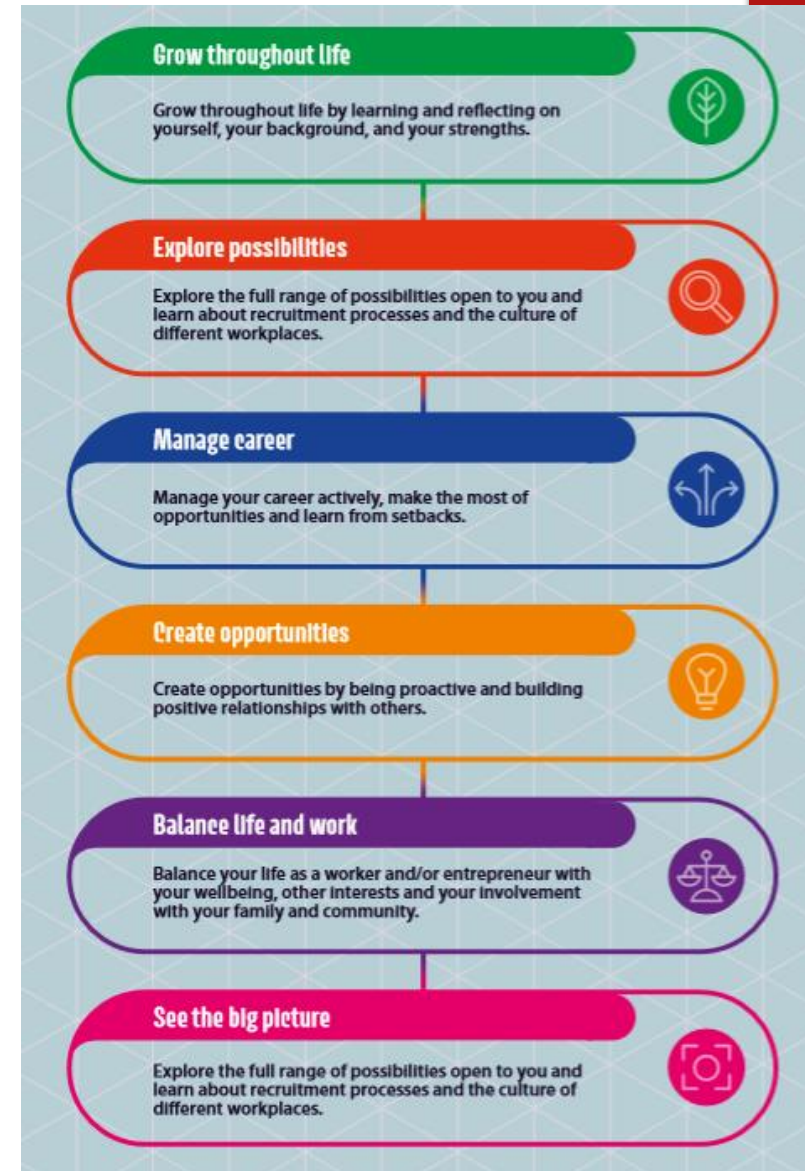 Grow throughout life
Grow throughout life by learning and reflecting on
yourself, your background, and your strengths.
Explore possibilities
Explore the full range of possibilities open to you and
learn about recruitment processes and the culture of
different workplaces.
Manage career
Manage your career actively, make the most of
opportunities and learn from setbacks.
Create opportunities
Create opportunities by being proactive and building
positive relationships with others.
Balance life and work
Balance your life as a worker and/or entrepreneur with
your wellbeing, other interests and your involvement
with your family and community.
See the big picture
Explore the full range of possibilities open to you and
learn about recruitment processes and the culture of
different workplaces.